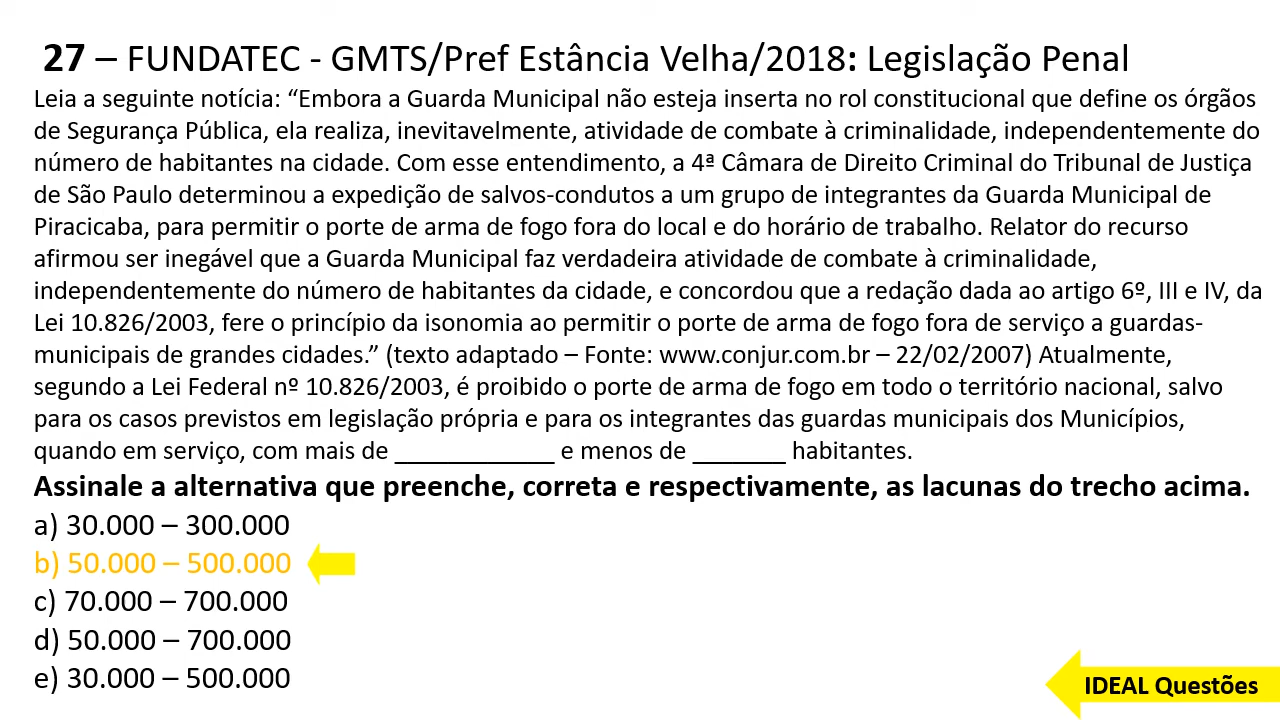 27 – FUNDATEC - GMTS/Pref Estância Velha/2018: Legislação Penal
Leia a seguinte notícia: “Embora a Guarda Municipal não esteja inserta no rol constitucional que define os órgãos
de Segurança Pública, ela realiza, inevitavelmente, atividade de combate à criminalidade, independentemente do
número de habitantes na cidade. Com esse entendimento, a 4ª Câmara de Direito Criminal do Tribunal de Justiça
de São Paulo determinou a expedição de salvos-condutos a um grupo de integrantes da Guarda Municipal de
Piracicaba, para permitir o porte de arma de fogo fora do local e do horário de trabalho. Relator do recurso
afirmou ser inegável que a Guarda Municipal faz verdadeira atividade de combate à criminalidade,
independentemente do número de habitantes da cidade, e concordou que a redação dada ao artigo 6º, III e IV, da
Lei 10.826/2003, fere o princípio da isonomia ao permitir o porte de arma de fogo fora de serviço a guardas-
municipais de grandes cidades.” (texto adaptado – Fonte: www.conjur.com.br – 22/02/2007) Atualmente,
segundo a Lei Federal nº 10.826/2003, é proibido o porte de arma de fogo em todo o território nacional, salvo
para os casos previstos em legislação própria e para os integrantes das guardas municipais dos Municípios,
quando em serviço, com mais de ____________ e menos de _______ habitantes.
Assinale a alternativa que preenche, correta e respectivamente, as lacunas do trecho acima.
a) 30.000 – 300.000
b) 50.000 – 500.000
c) 70.000 – 700.000
d) 50.000 – 700.000
e) 30.000 – 500.000
IDEAL Questões